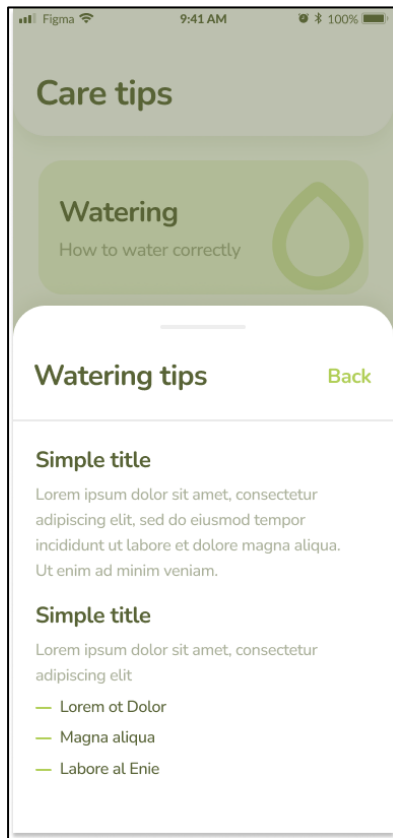 Figma 9:41 AM 100%
Care tips
Watering
How to water correctly
Watering tips Back
Simple title
Lorem ipsum dolor sit amet, consectetur
adipiscing elit, sed do eiusmod tempor
incididunt ut labore et dolore magna aliqua.
Ut enim ad minim veniam.
Simple title
Lorem ipsum dolor sit amet, consectetur
adipiscing elit
— Lorem ot Dolor
— Magna aliqua
— Labore al Enie